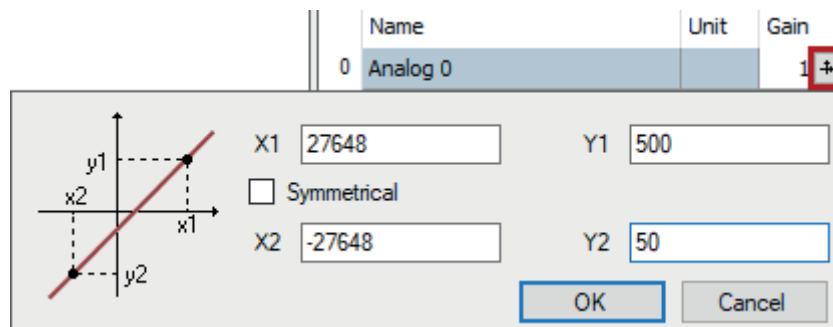 Name Unit Gain
0 Analog 0 1
y1
x2
x1
y2
X1 27648 Y1 500
Symmetrical
X2 -27648 Y2 50
OK Cancel